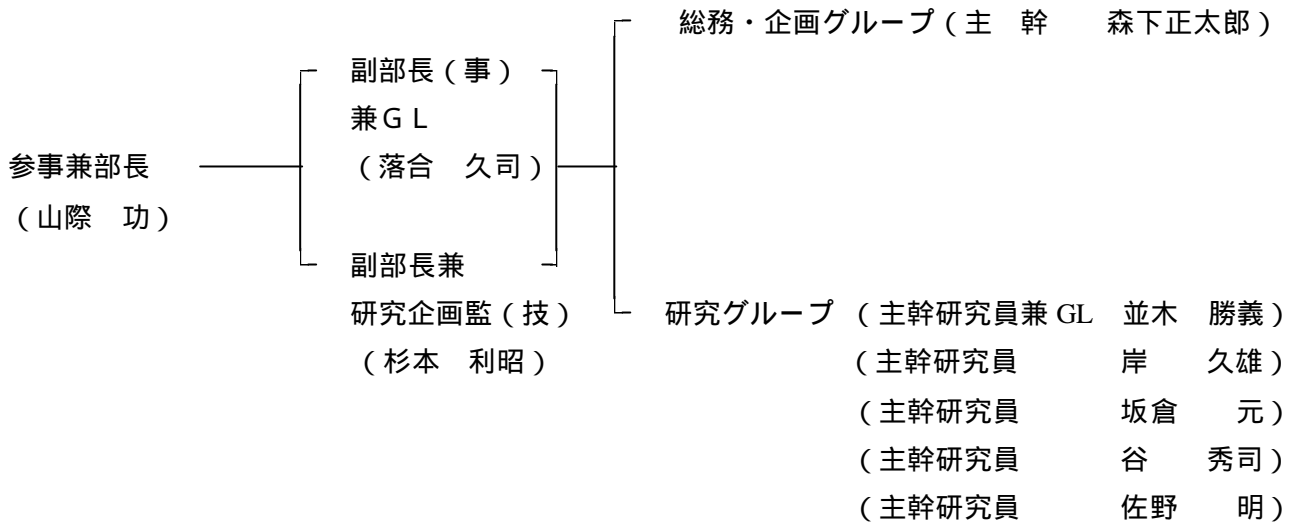 総務・企画グループ(主　幹　　森下正太郎)
副部長(事)
兼GL
(落合　久司)
参事兼部長
(山際　功)
副部長兼
研究企画監(技)
(杉本　利昭)
研究グループ (主幹研究員兼 GL　並木　勝義)
(主幹研究員　　　岸　　久雄)
(主幹研究員　　　坂倉　　元)
(主幹研究員　　　谷　　秀司)
(主幹研究員　　　佐野　　明)